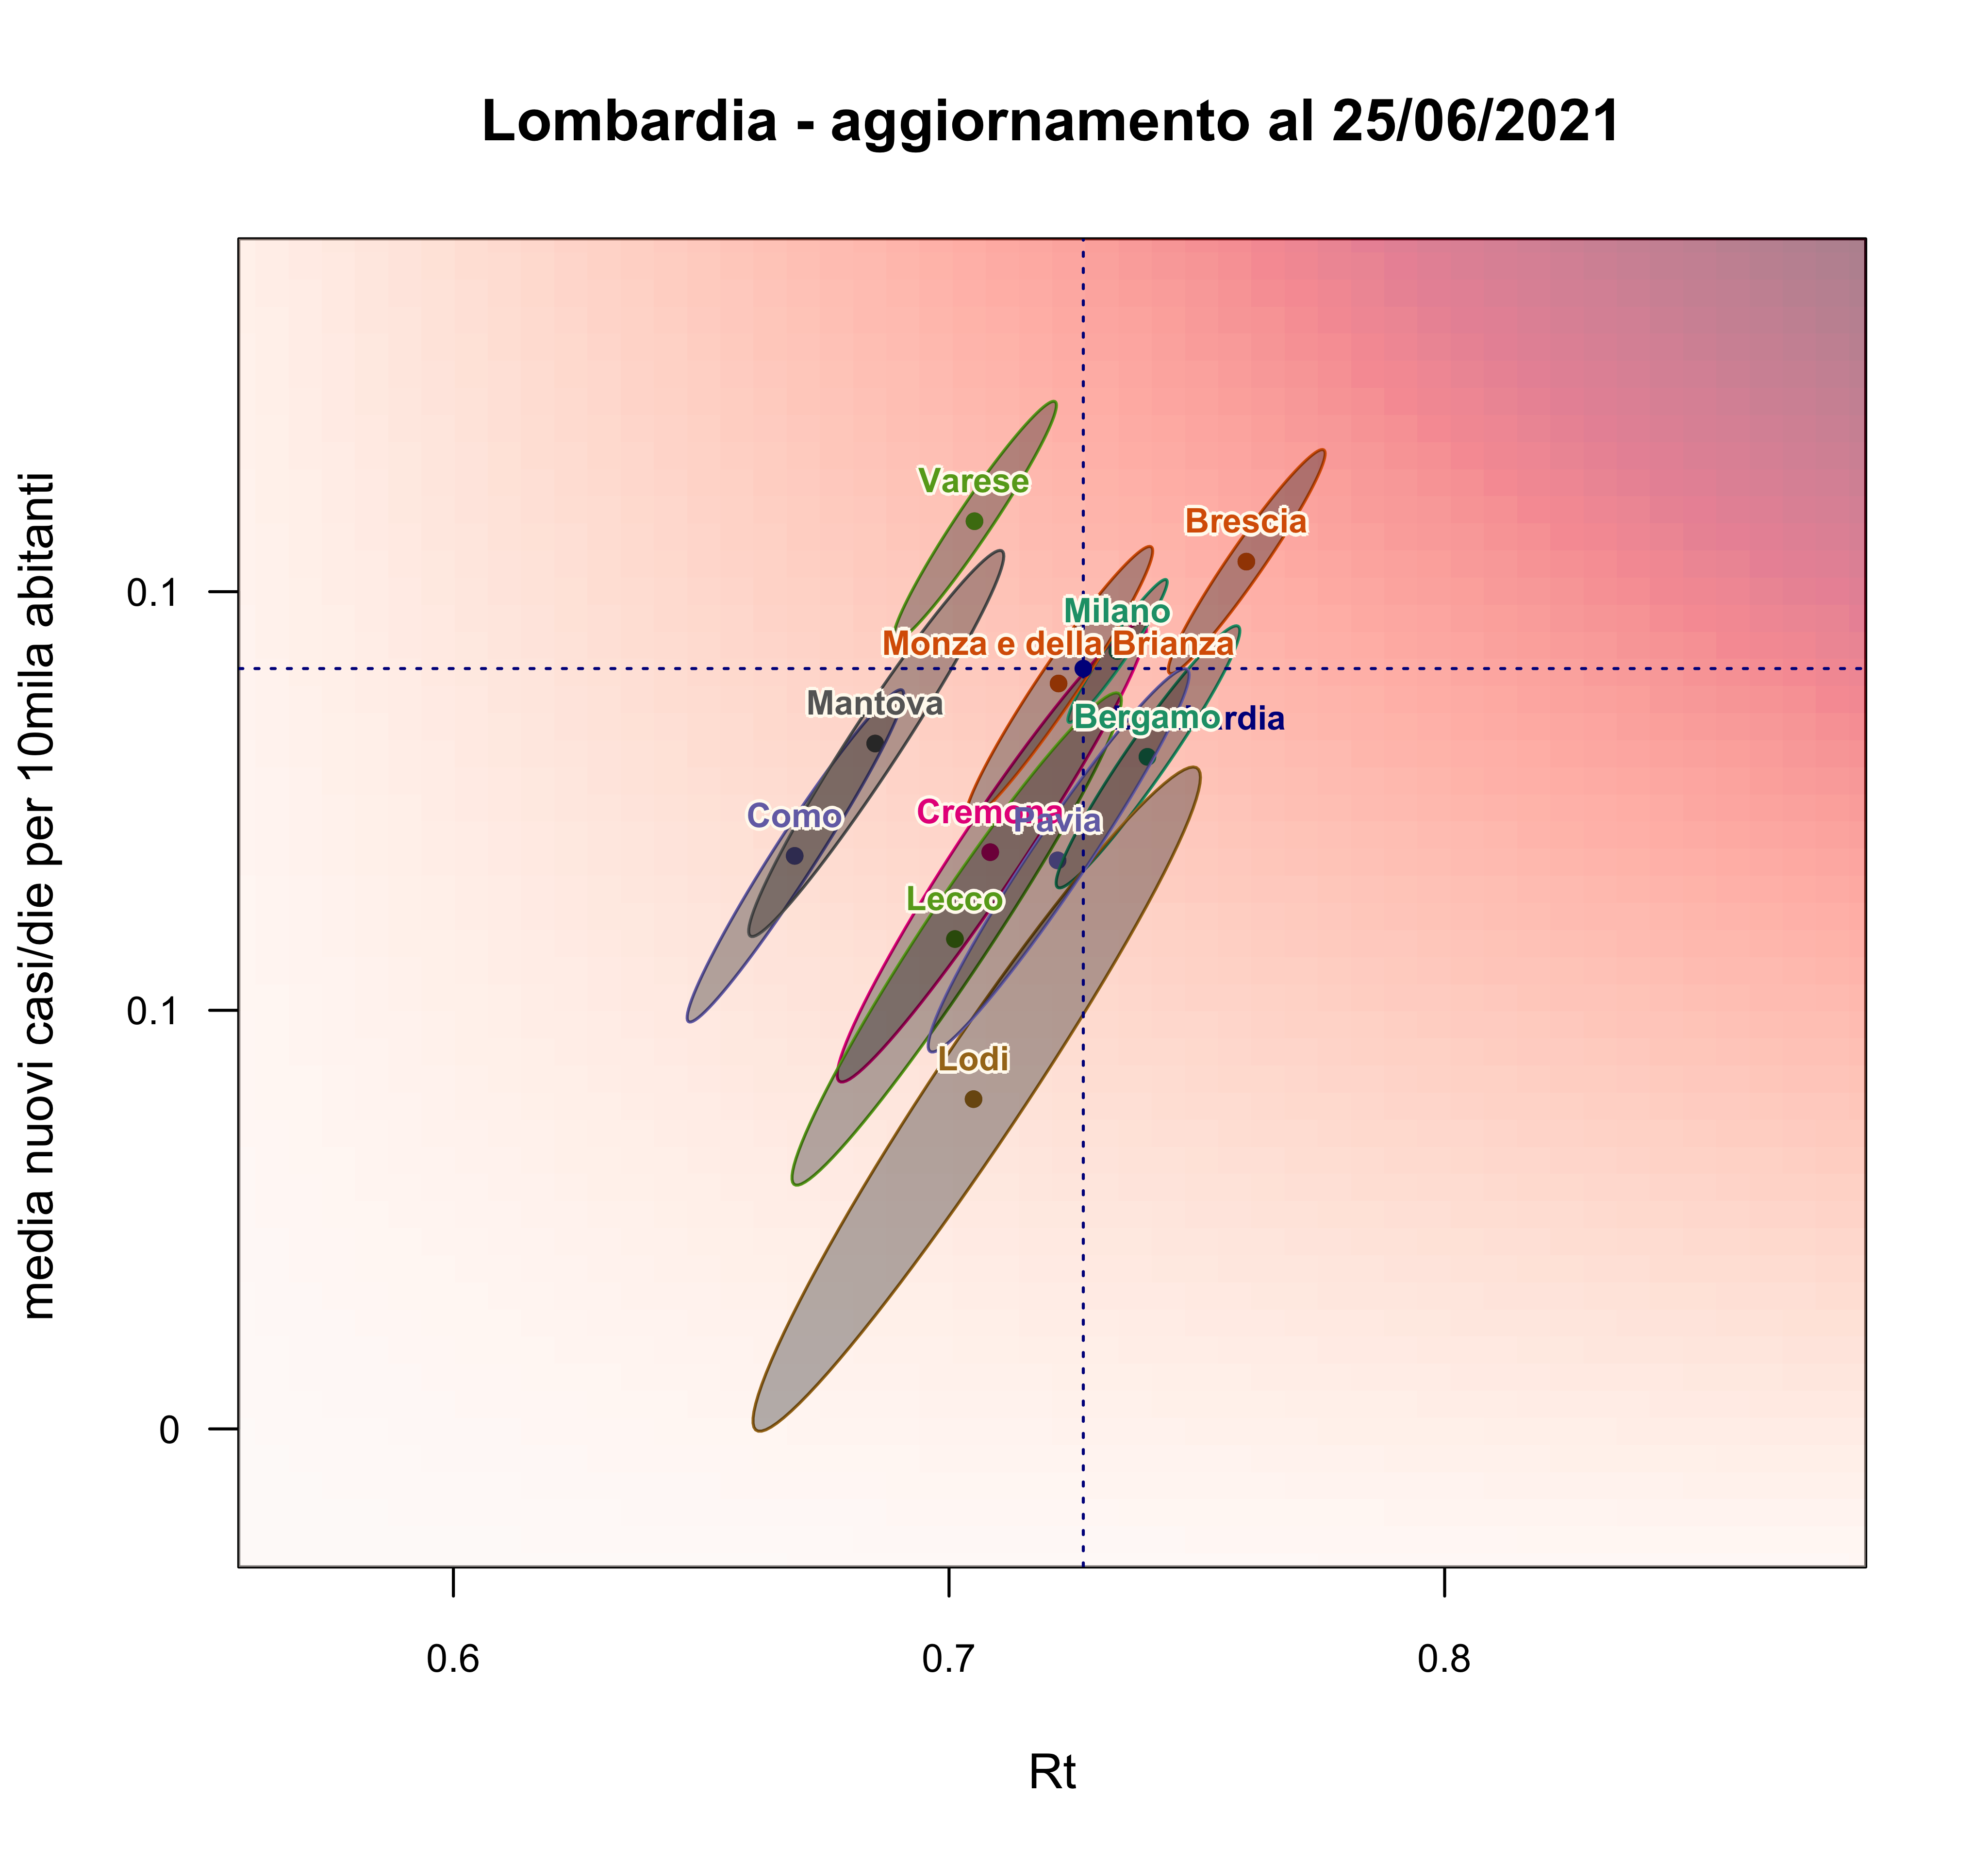 Lombardia - aggiornamento al 25/06/2021
media nuovi casi/die per 10mila abitanti
0.1
0.1
0
Varese
Brescia
Milano
Monza e della Brianza
Mantova
Bergamo
Como
Cremona
Pavia
Lecco
Lodi
0.6
0.7
0.8
Rt